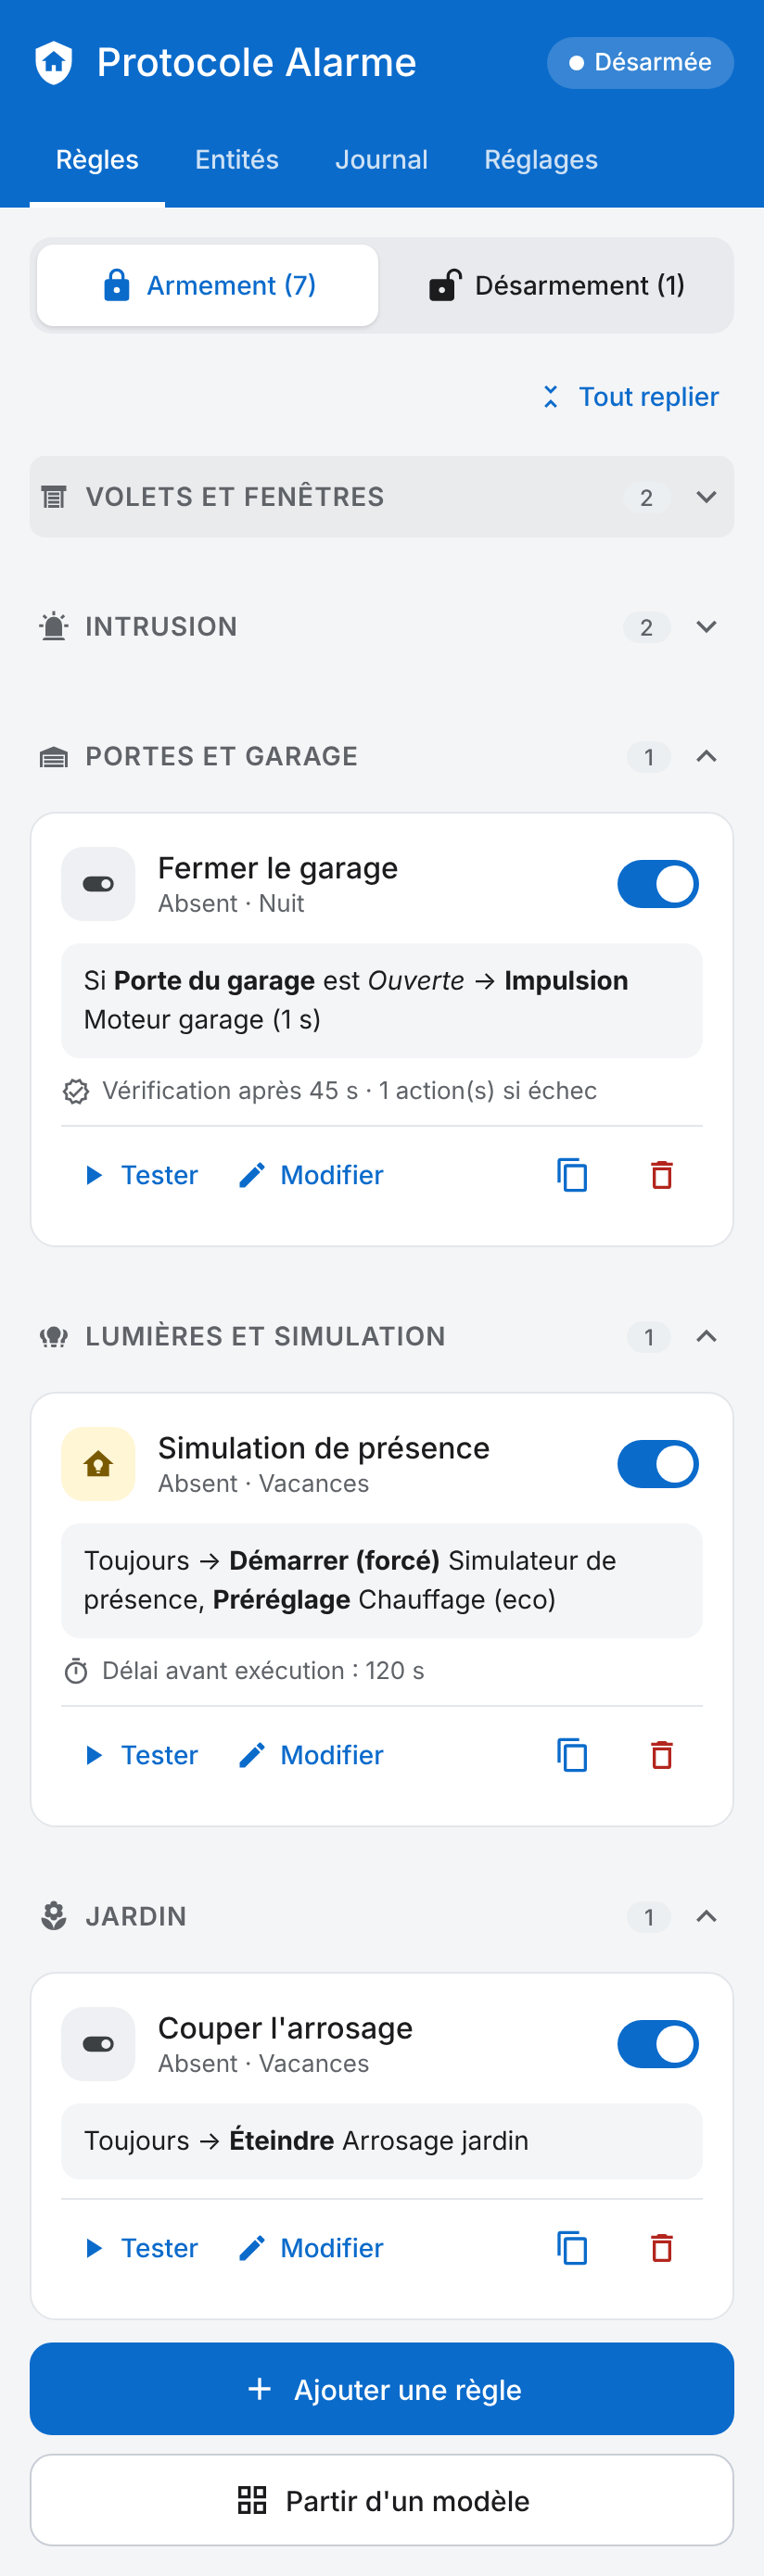 Protocole Alarme
Désarmée
Règles
Entités
Journal
Réglages
Armement (7)
Désarmement (1)
Tout replier
VOLETS ET FENÊTRES
2
INTRUSION
2
PORTES ET GARAGE
1
Fermer le garage
Absent · Nuit
Si Porte du garage est Ouverte → Impulsion
Moteur garage (1 s)
Vérification après 45 s · 1 action(s) si échec
Tester
Modifier
LUMIÈRES ET SIMULATION
1
Simulation de présence
Absent · Vacances
Toujours → Démarrer (forcé) Simulateur de
présence, Préréglage Chauffage (eco)
Délai avant exécution : 120 s
Tester
Modifier
JARDIN
1
Couper l'arrosage
Absent · Vacances
Toujours → Éteindre Arrosage jardin
Tester
Modifier
Ajouter une règle
Partir d'un modèle